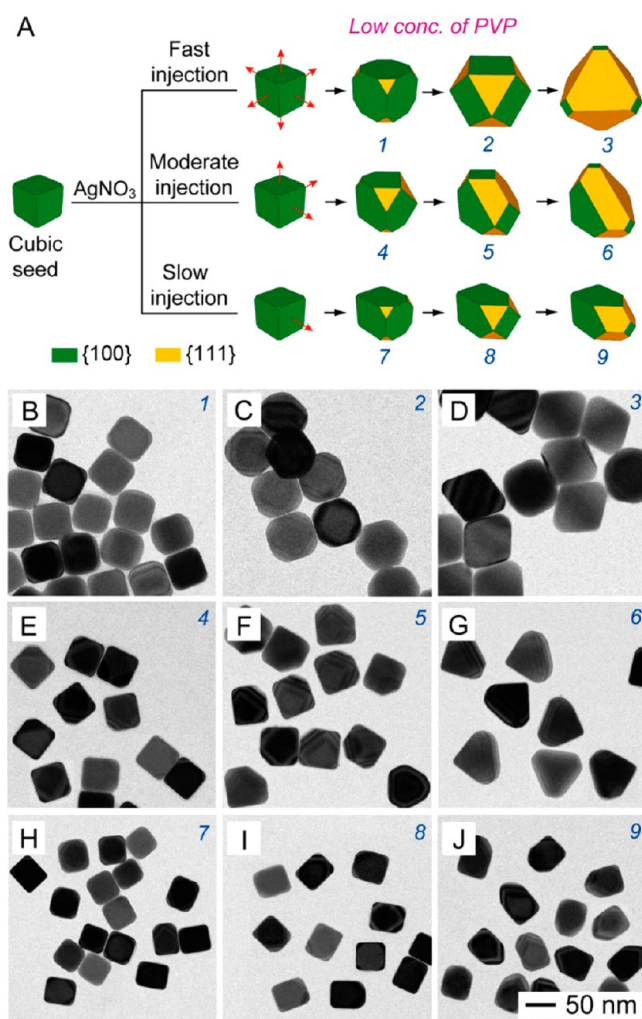 A
Low conc. of PVP
Fast
injection
1
2
3
AgNO3
Moderate
injection
4
5
6
Cubic
seed
Slow
injection
7
8
9
{100}
{111}
B
1
C
2
D
3
E
4
F
5
G
6
H
7
I
8
J
9
50 nm